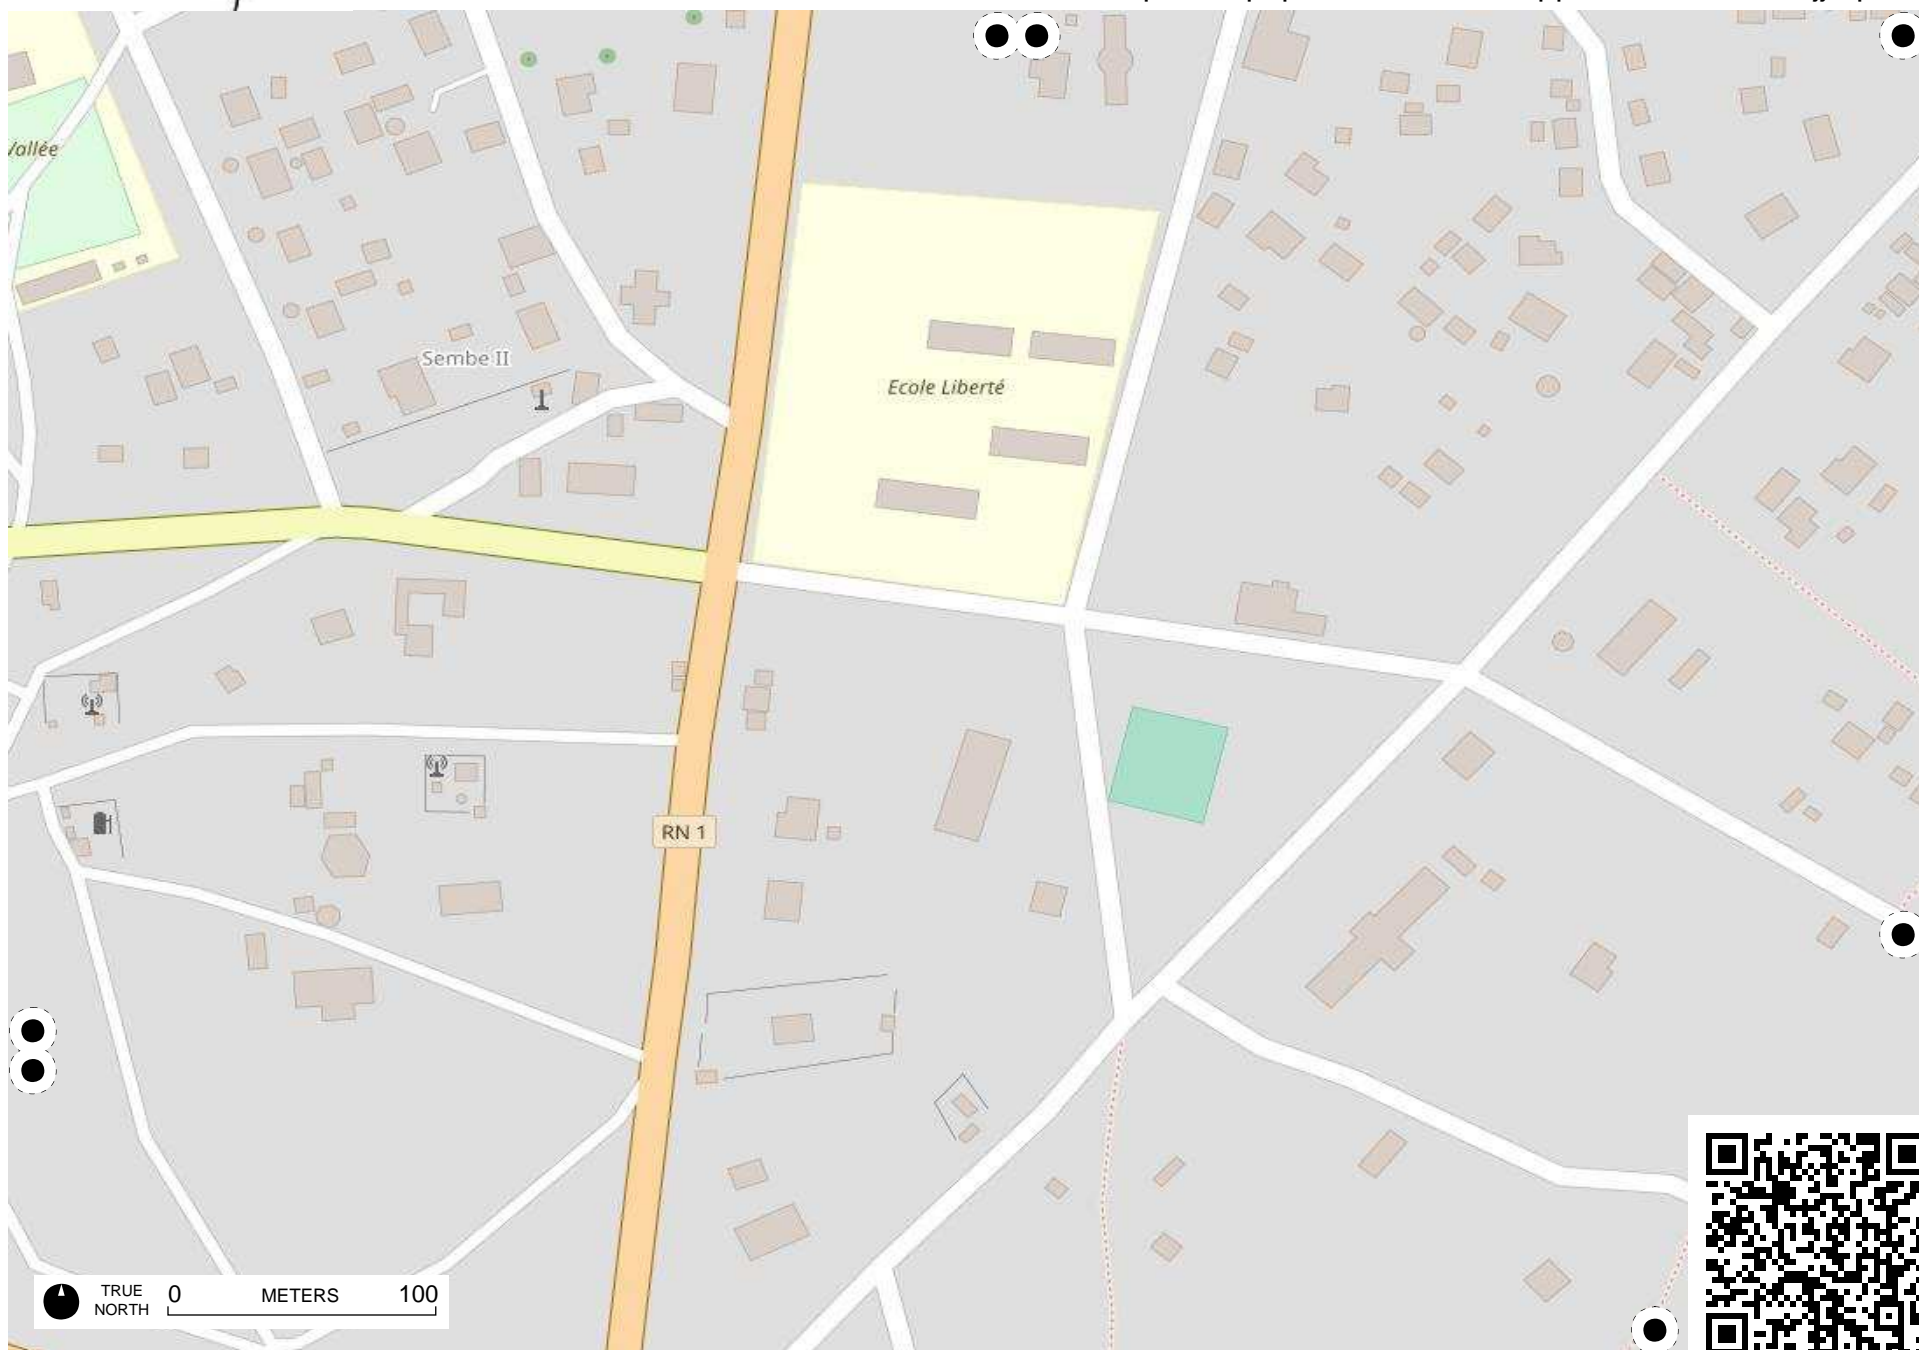 Vallée
Sembe II
Ecole Liberté
RN 1
TRUE NORTH
0 METERS 100